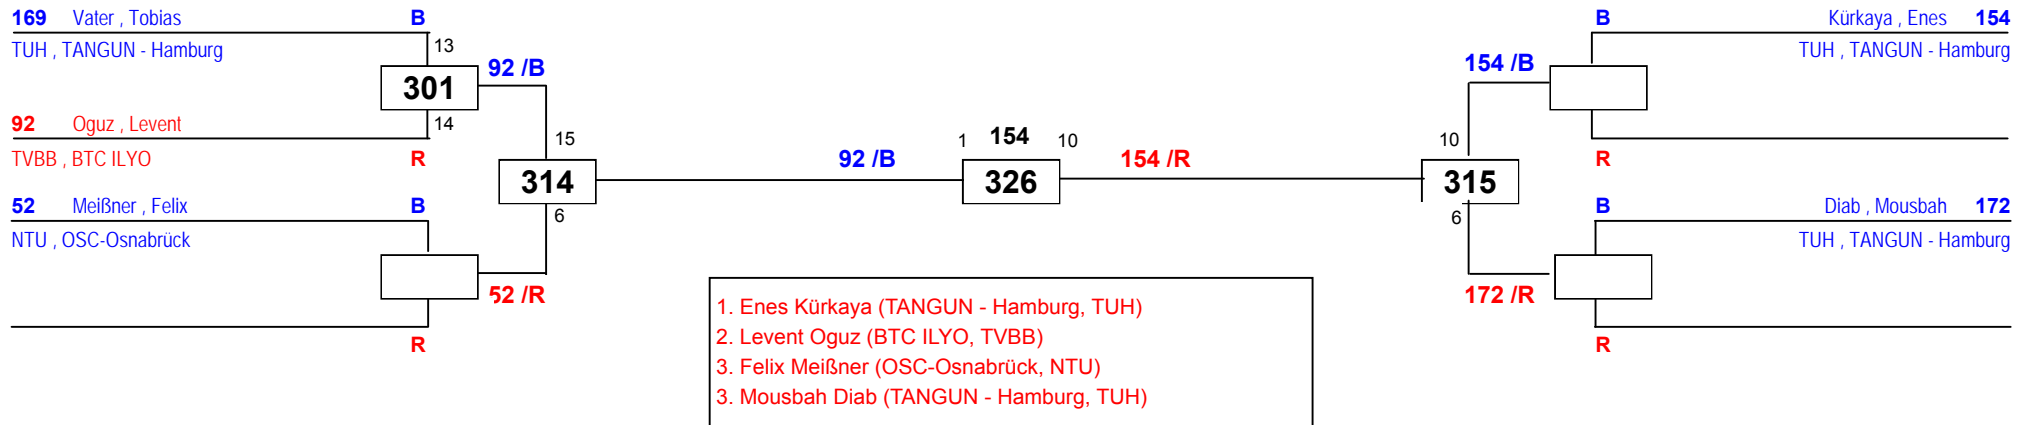 169 Vater , Tobias B
TUH , TANGUN - Hamburg
13
301
92 /B
14
92 Oguz , Levent
TVBB , BTC ILYO R
15
314
6
52 Meißner , Felix B
NTU , OSC-Osnabrück
52 /R
R
92 /B
1 154 10
326
154 /R
B Kürkaya , Enes 154
TUH , TANGUN - Hamburg
154 /B
R
10
315
6
B Diab , Mousbah 172
TUH , TANGUN - Hamburg
172 /R
R
1. Enes Kürkaya (TANGUN - Hamburg, TUH)
2. Levent Oguz (BTC ILYO, TVBB)
3. Felix Meißner (OSC-Osnabrück, NTU)
3. Mousbah Diab (TANGUN - Hamburg, TUH)